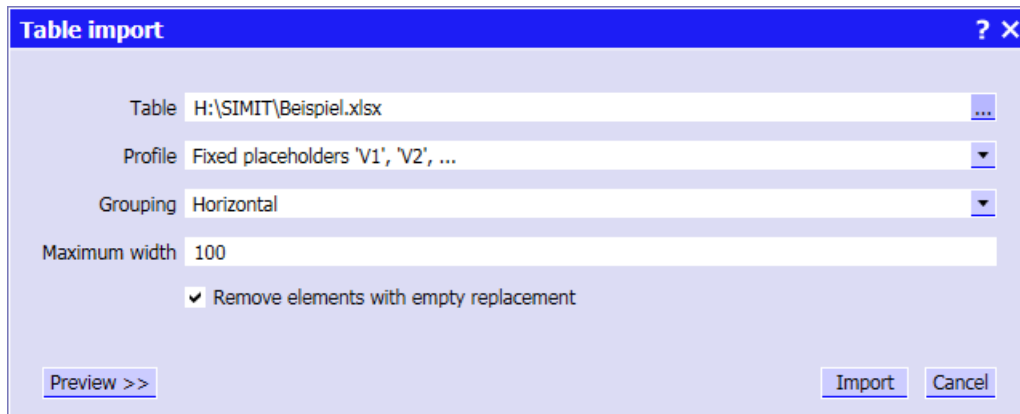 Table import ? ×
Table H:\SIMIT\Beispiel.xlsx ...
Profile Fixed placeholders 'V1', 'V2', ...
Grouping Horizontal
Maximum width 100
Remove elements with empty replacement
Preview >> Import Cancel